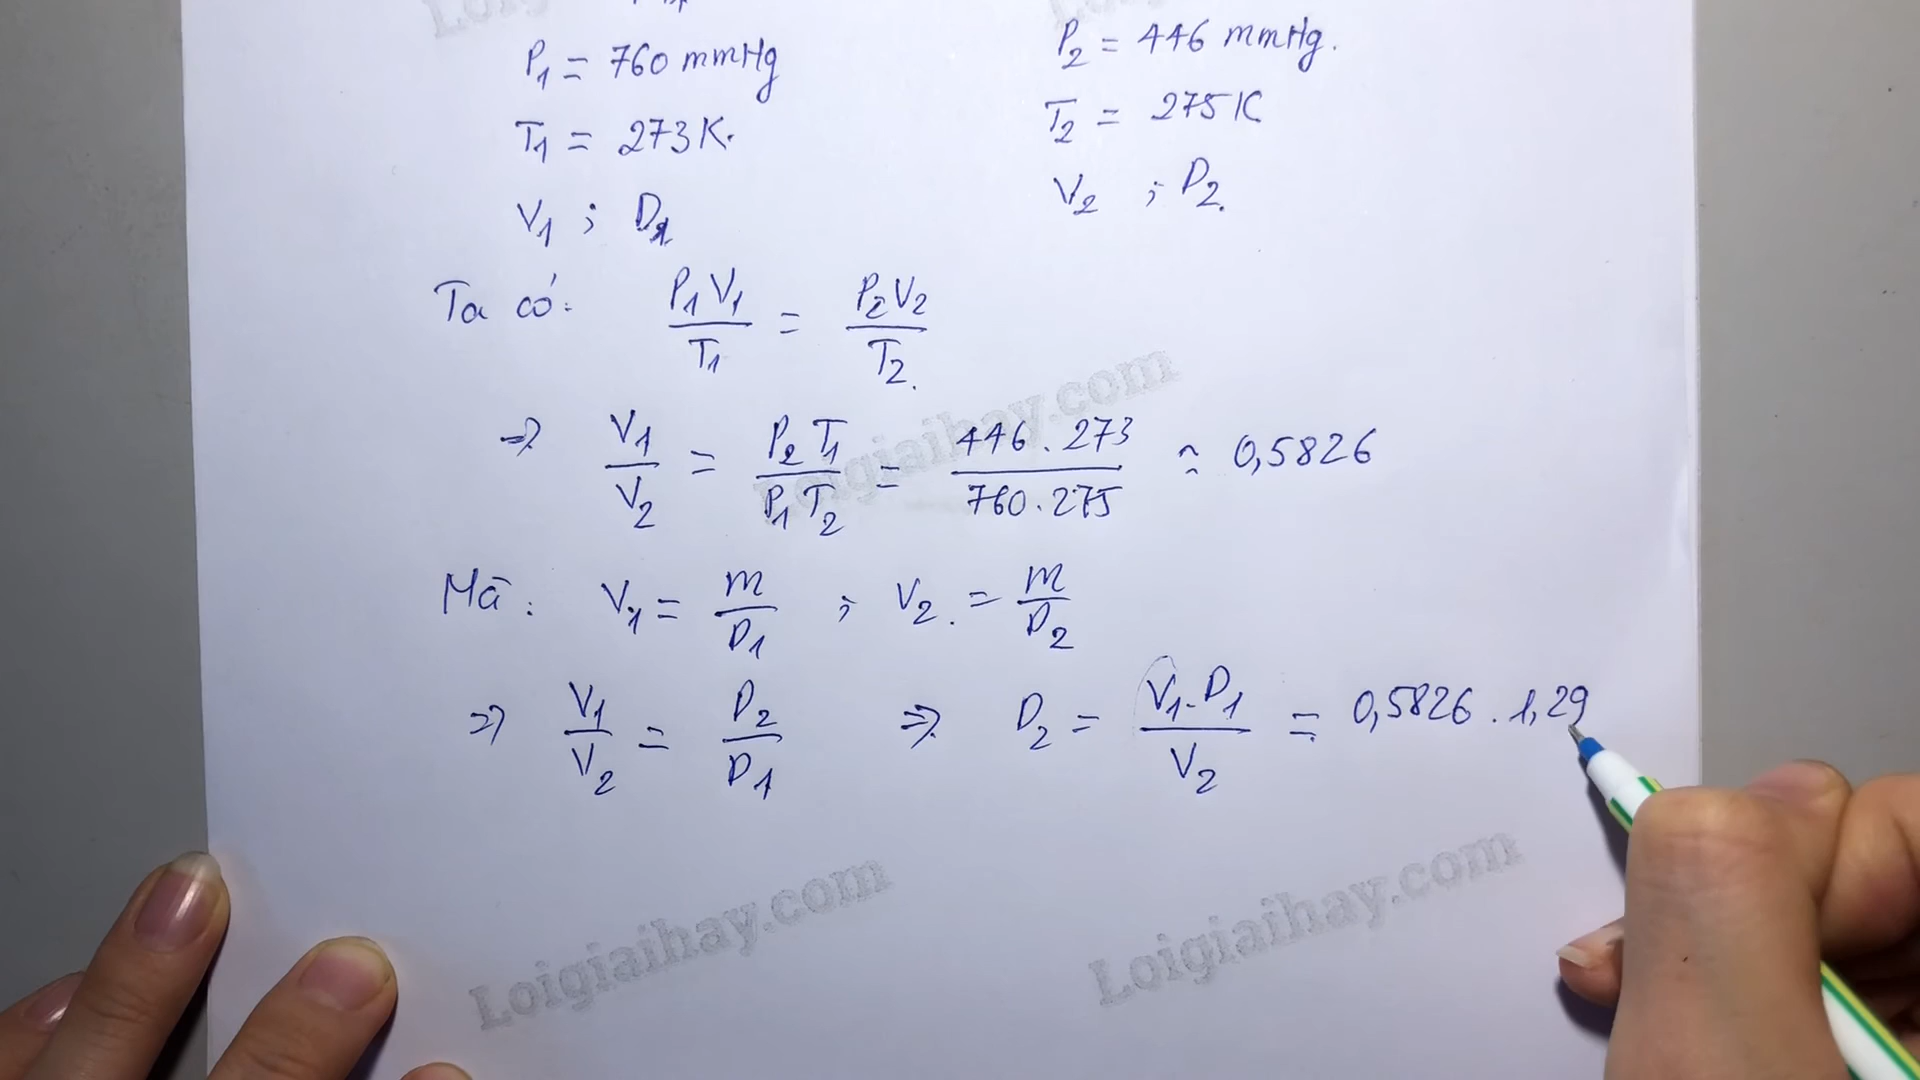 P₁ = 760 mmHg
P₂ = 446 mmHg.
T₁ = 273K.
T₂ = 275K
V₁ ; D₁
V₂ ; D₂.
Ta có: P₁V₁/T₁ = P₂V₂/T₂.
⇒ V₁/V₂ = P₂T₁/P₁T₂ = 446.273/760.275 ≈ 0,5826
Mà: V₁ = m/D₁ ; V₂ = m/D₂
⇒ V₁/V₂ = D₂/D₁ ⇒ D₂ = V₁.D₁/V₂ = 0,5826 . 1,29
Loigiaihay.com
Loigiaihay.com
Loigiaihay.com